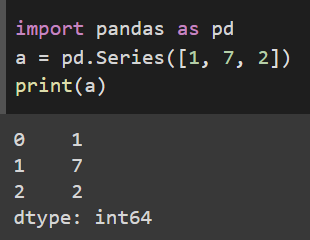 import pandas as pd
a = pd.Series([1, 7, 2])
print(a)
0    1
1    7
2    2
dtype: int64